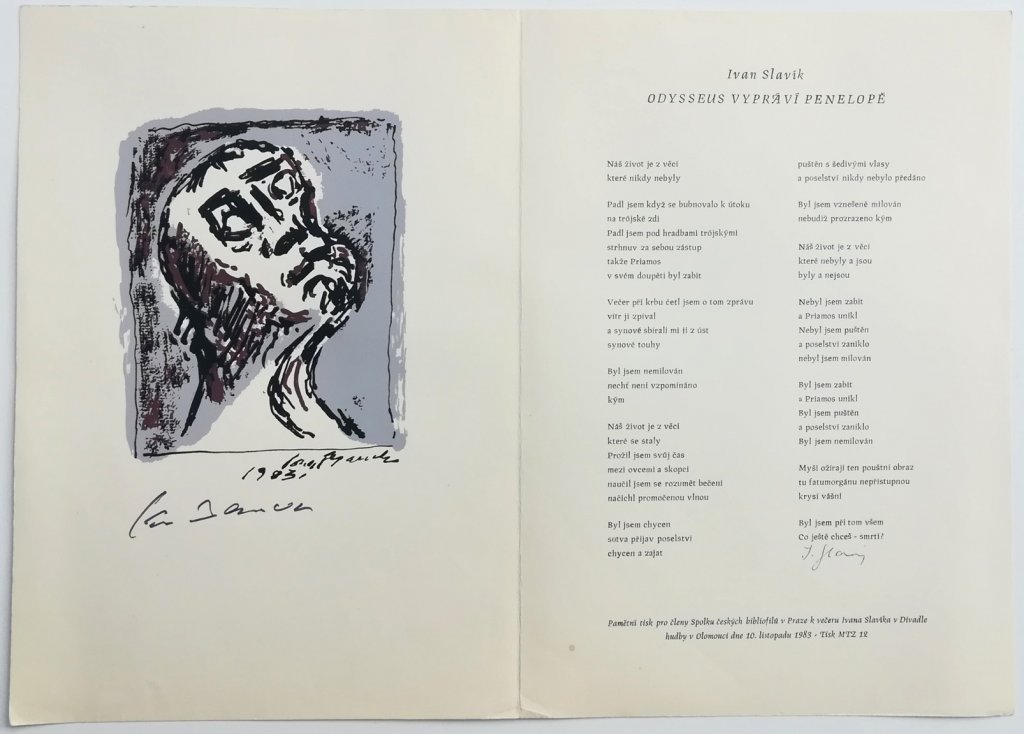 1983
Ivan Slavík
ODYSSEUS VYPRÁVÍ PENELOPĚ
Náš život je z věcí
které nikdy nebyly
Padl jsem když se bubnovalo k útoku
na trójské zdi
Padl jsem pod hradbami trójskými
strhnuv za sebou zástup
takže Priamos
v svém doupěti byl zabit
Večer při krbu četl jsem o tom zprávu
vítr ji zpíval
a synové sbírali mi ji z úst
synové touhy
Byl jsem nemilován
nechť není vzpomínáno
kým
Náš život je z věcí
které se staly
Prožil jsem svůj čas
mezi ovcemi a skopci
naučil jsem se rozumět bečení
načichl promočenou vlnou
Byl jsem chycen
sotva přijav poselství
chycen a zajat
puštěn s šedivými vlasy
a poselství nikdy nebylo předáno
Byl jsem vznešeně milován
nebudiž prozrazeno kým
Náš život je z věcí
které nebyly a jsou
byly a nejsou
Nebyl jsem zabit
a Priamos unikl
Nebyl jsem puštěn
a poselství zaniklo
nebyl jsem milován
Byl jsem zabit
a Priamos unikl
Byl jsem puštěn
a poselství zaniklo
Byl jsem nemilován
Myši ožírají ten pouštní obraz
tu fatumorgánu nepřístupnou
krysí vášní
Byl jsem při tom všem
Co ještě chceš - smrti?
Pamětní tisk pro členy Spolku českých bibliofilů v Praze k večeru Ivana Slavíka v Divadle
hudby v Olomouci dne 10. listopadu 1983 - Tisk MTZ 12